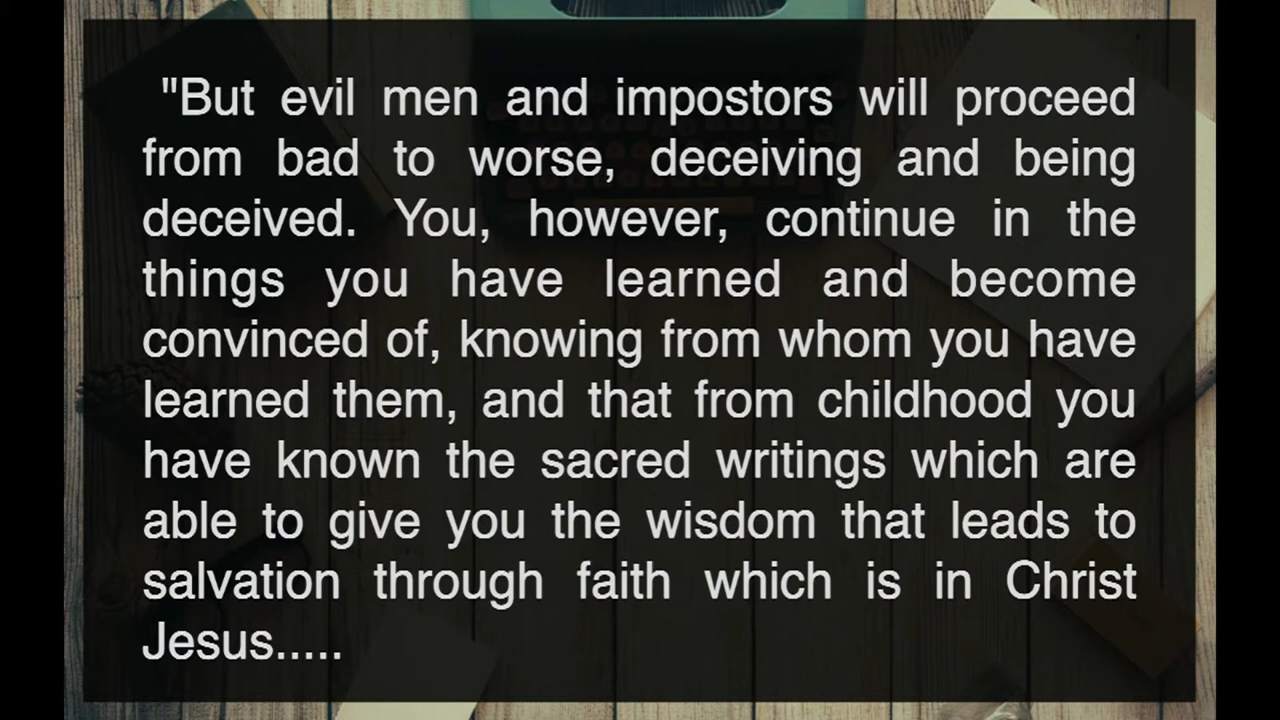 "But evil men and impostors will proceed
from bad to worse, deceiving and being
deceived. You, however, continue in the
things you have learned and become
convinced of, knowing from whom you have
learned them, and that from childhood you
have known the sacred writings which are
able to give you the wisdom that leads to
salvation through faith which is in Christ
Jesus.....